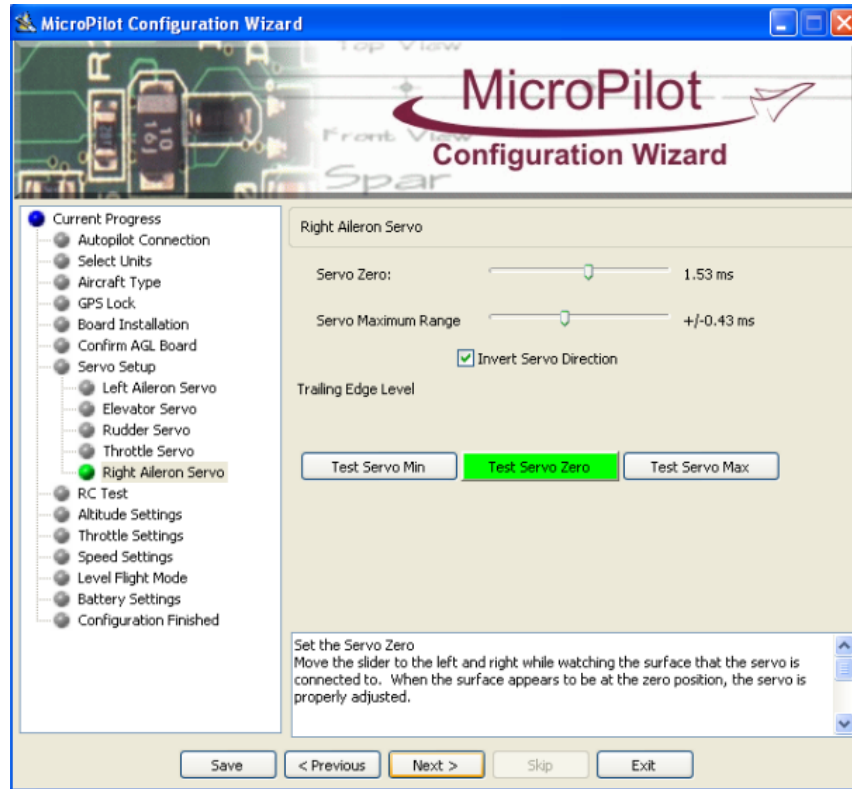 MicroPilot Configuration Wizard
Top View
MicroPilot
Front View
Configuration Wizard
Spar
Current Progress
Autopilot Connection
Select Units
Aircraft Type
GPS Lock
Board Installation
Confirm AGL Board
Servo Setup
Left Aileron Servo
Elevator Servo
Rudder Servo
Throttle Servo
Right Aileron Servo
RC Test
Altitude Settings
Throttle Settings
Speed Settings
Level Flight Mode
Battery Settings
Configuration Finished
Right Aileron Servo
Servo Zero: 1.53 ms
Servo Maximum Range +/-0.43 ms
Invert Servo Direction
Trailing Edge Level
Test Servo Min Test Servo Zero Test Servo Max
Set the Servo Zero
Move the slider to the left and right while watching the surface that the servo is
connected to. When the surface appears to be at the zero position, the servo is
properly adjusted.
Save < Previous Next > Skip Exit